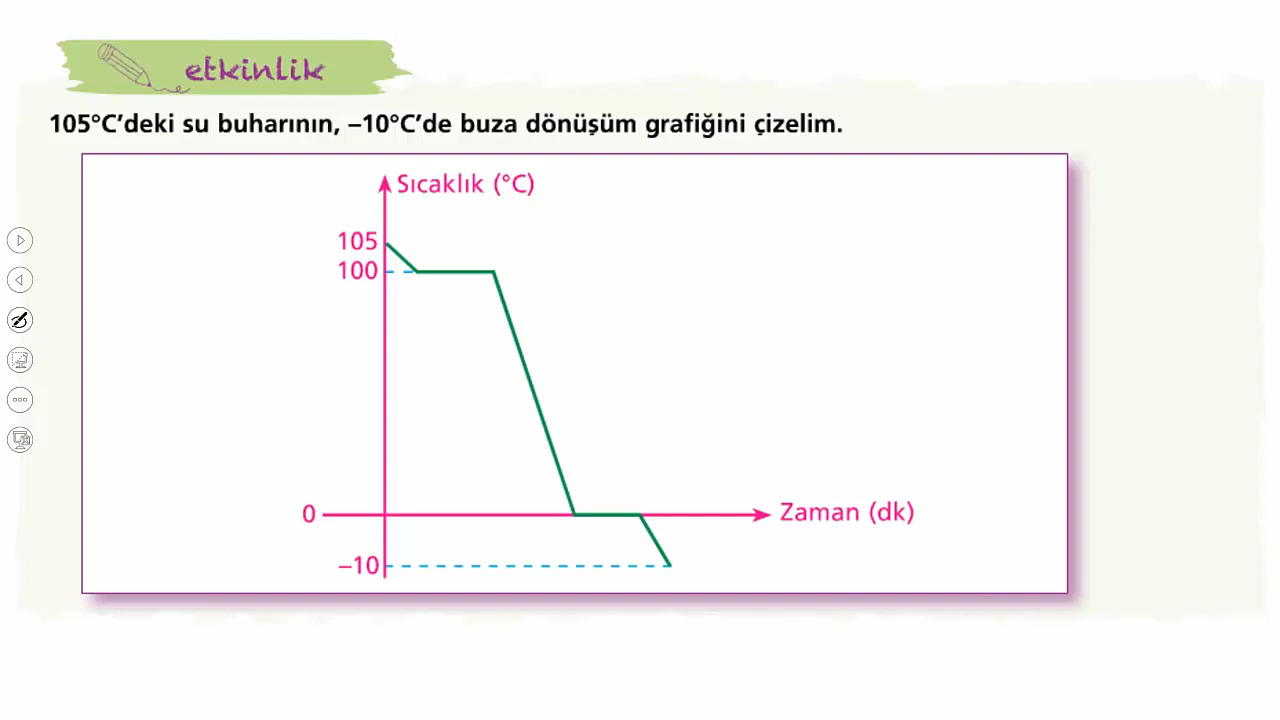 etkinlik
105°C’deki su buharının, –10°C’de buza dönüşüm grafiğini çizelim.
Sıcaklık (°C)
105
100
0
Zaman (dk)
–10